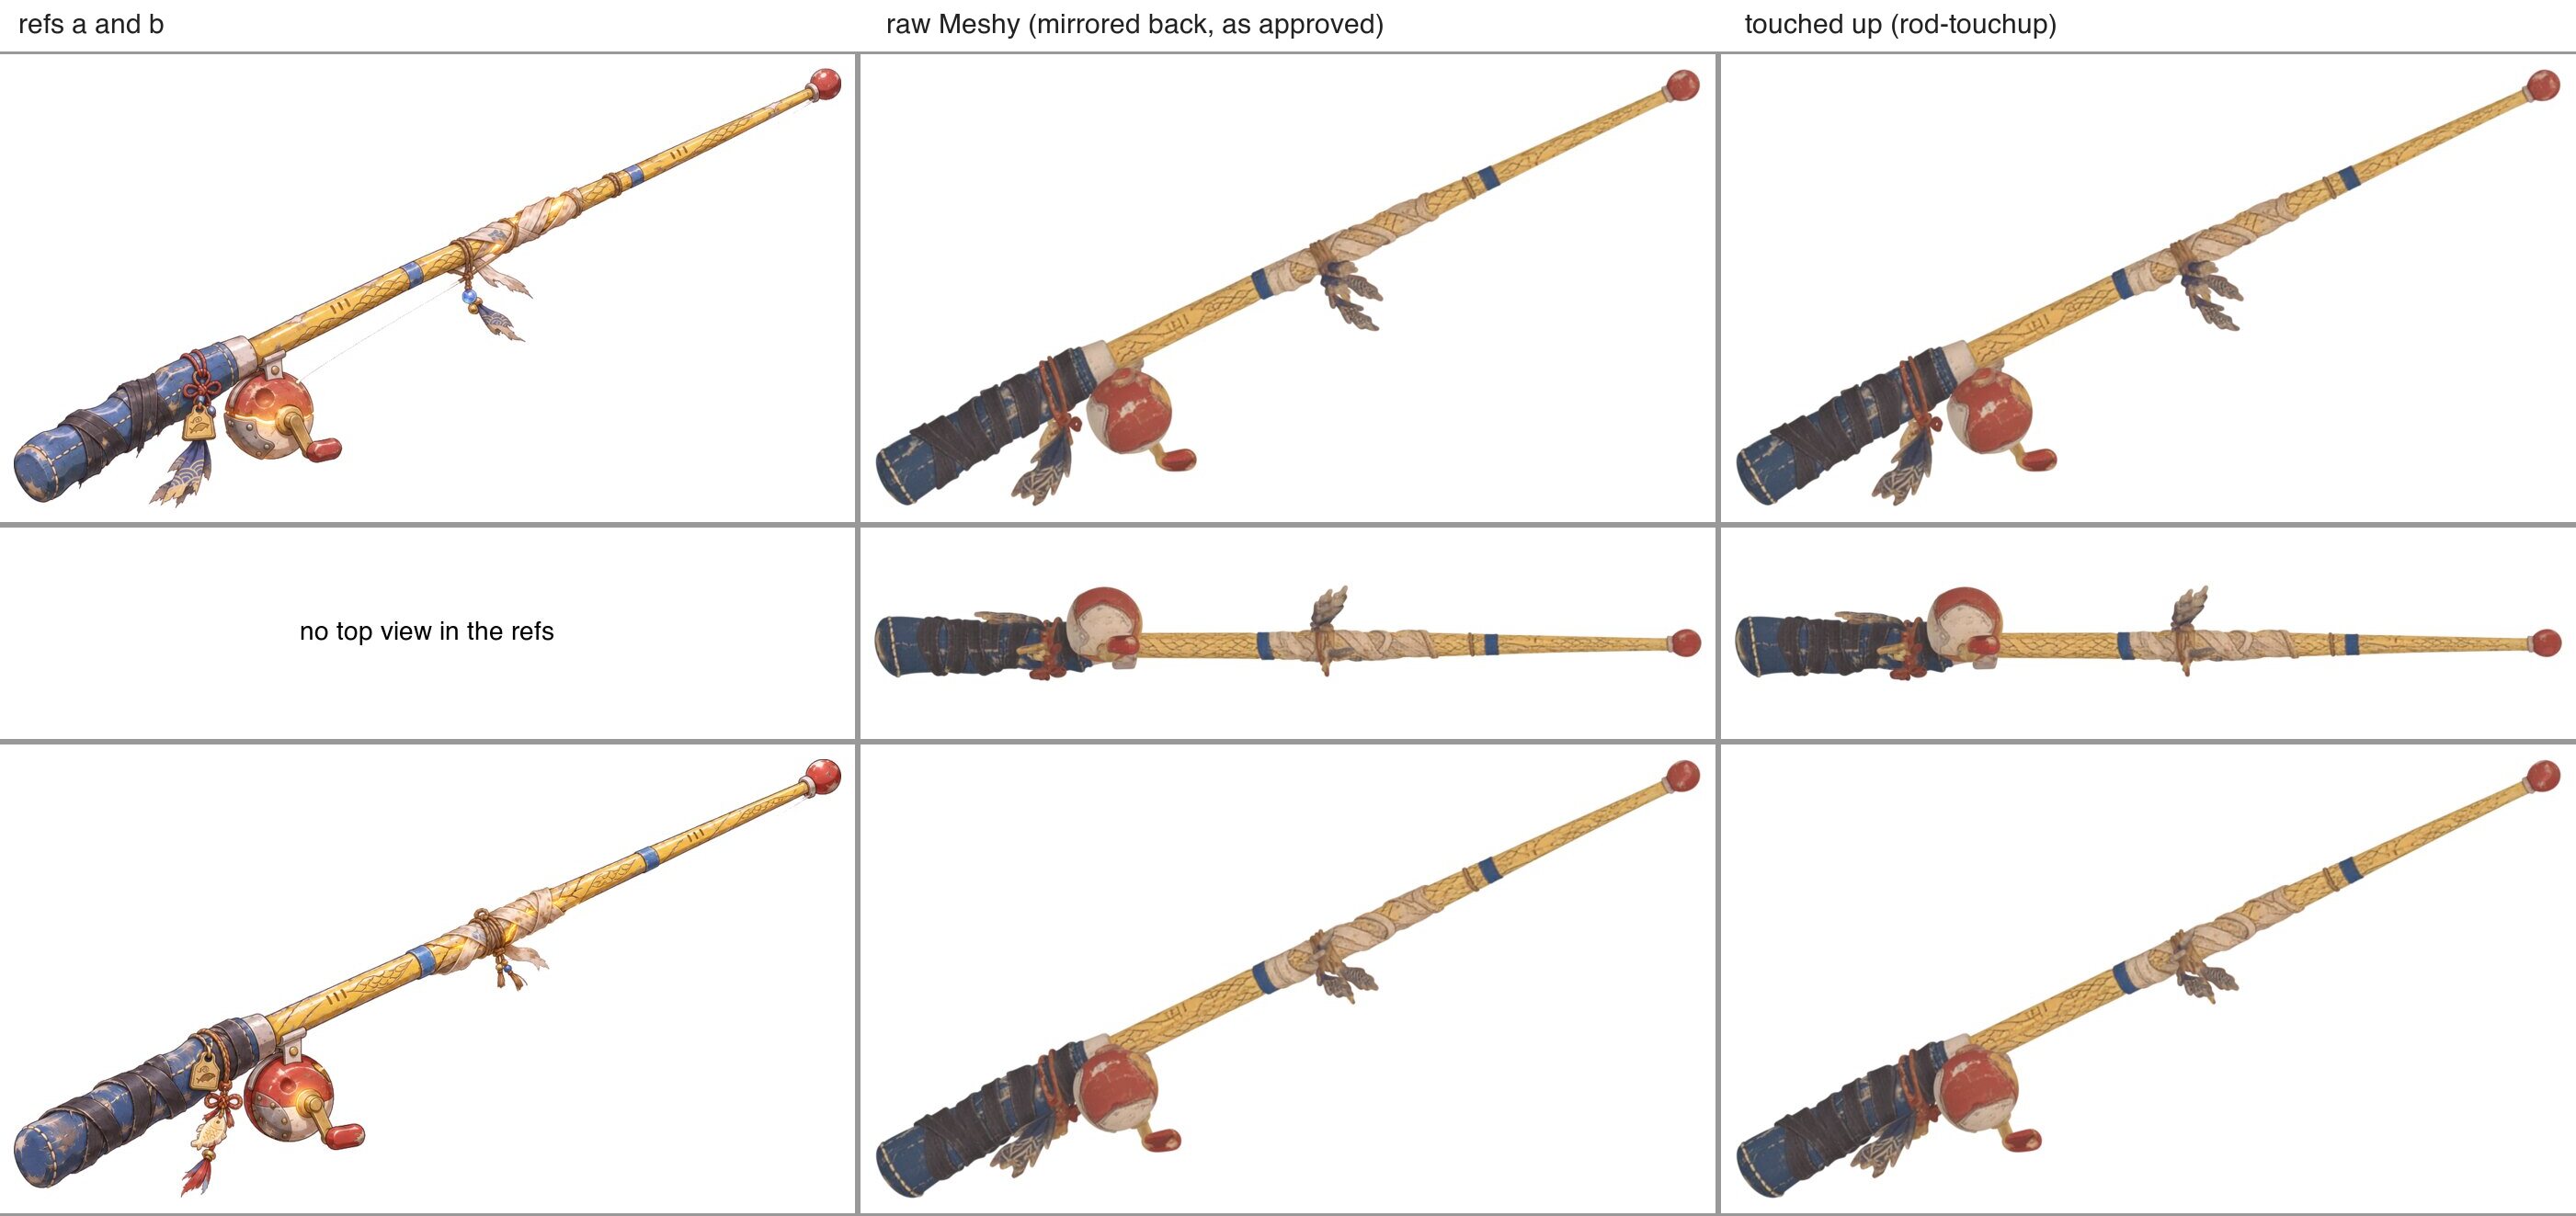 refs a and b
raw Meshy (mirrored back, as approved)
touched up (rod-touchup)
no top view in the refs